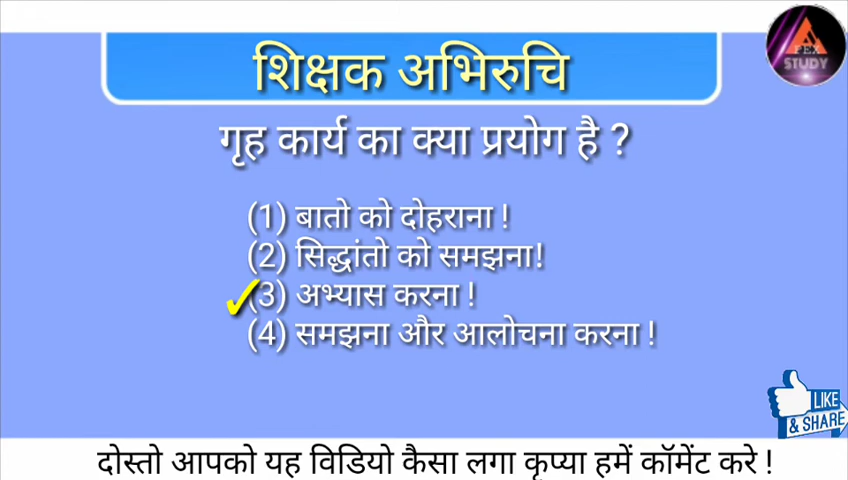 शिक्षक अभिरुचि
APEX
STUDY
गृह कार्य का क्या प्रयोग है ?
(1) बातो को दोहराना !
(2) सिद्धांतो को समझना!
(3) अभ्यास करना !
(4) समझना और आलोचना करना !
LIKE
& SHARE
दोस्तो आपको यह विडियो कैसा लगा कृप्या हमें कॉमेंट करे !